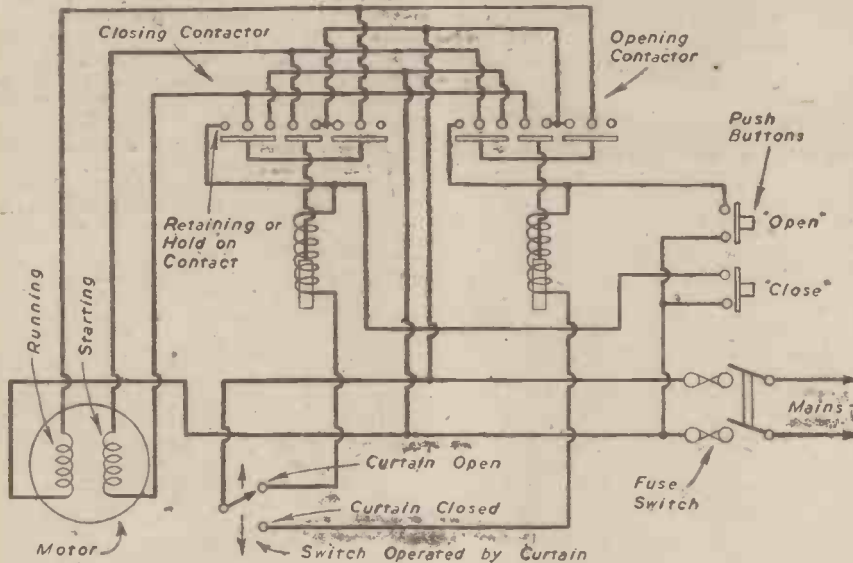 Closing Contactor
Opening
Contactor
Push
Buttons
Retaining or
Hold on
Contact
"Open"
"Close"
Running
Starting
Mains
Curtain Open
Fuse
Switch
Curtain Closed
Motor
Switch Operated by Curtain